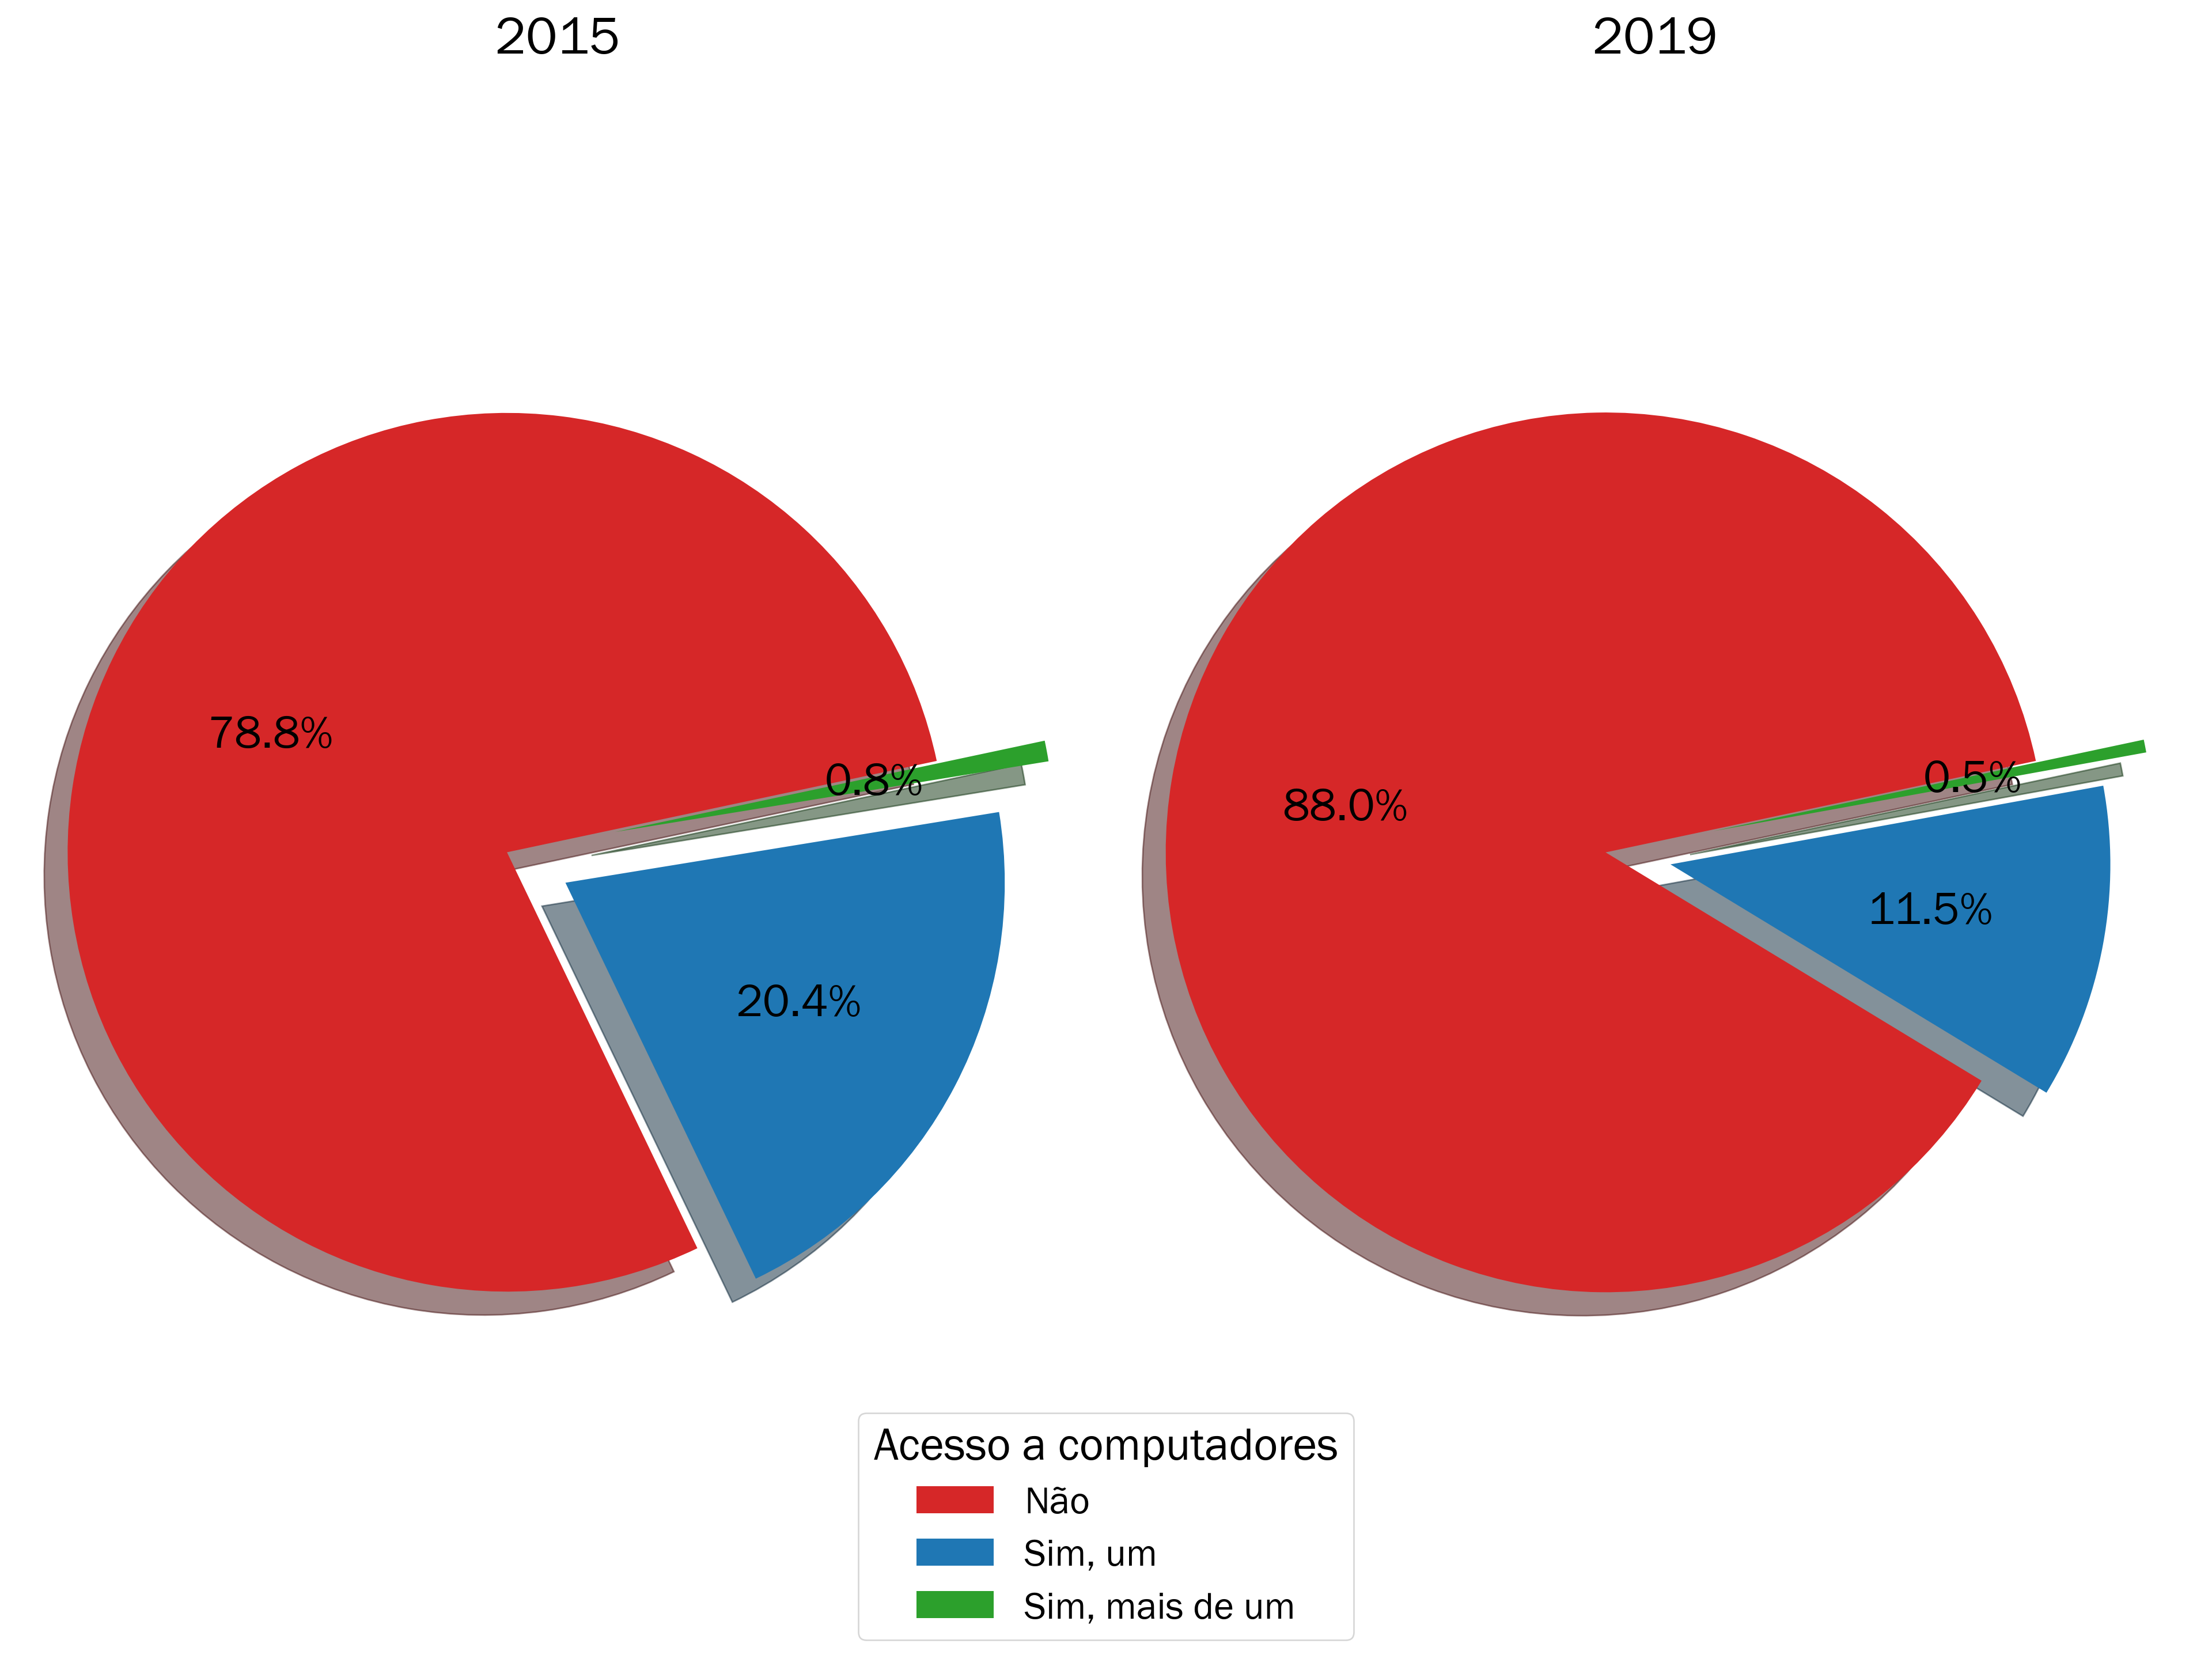 2015
2019
78.8%
0.8%
20.4%
88.0%
0.5%
11.5%
Acesso a computadores
Não
Sim, um
Sim, mais de um